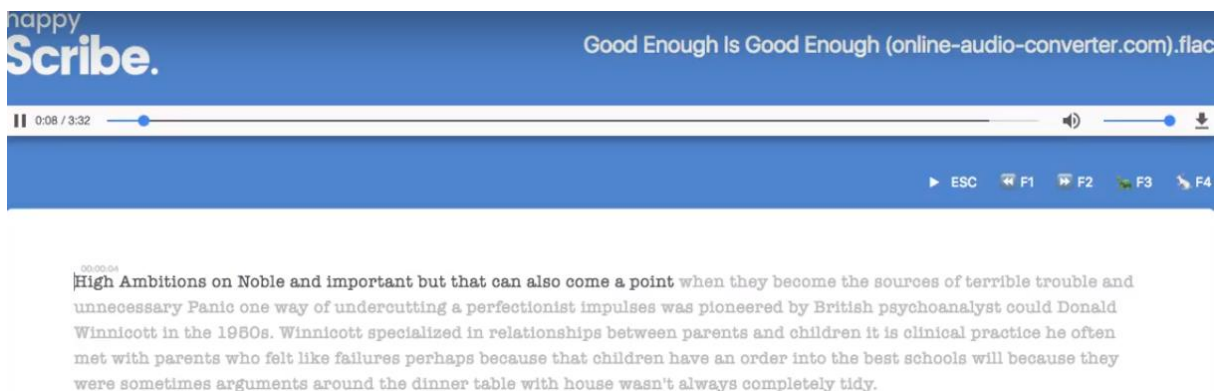 happy
Scribe.
Good Enough Is Good Enough (online-audio-converter.com).flac
0:08 / 3:32
ESC F1 F2 F3 F4
00:00:04
High Ambitions on Noble and important but that can also come a point when they become the sources of terrible trouble and
unnecessary Panic one way of undercutting a perfectionist impulses was pioneered by British psychoanalyst could Donald
Winnicott in the 1950s. Winnicott specialized in relationships between parents and children it is clinical practice he often
met with parents who felt like failures perhaps because that children have an order into the best schools will because they
were sometimes arguments around the dinner table with house wasn't always completely tidy.